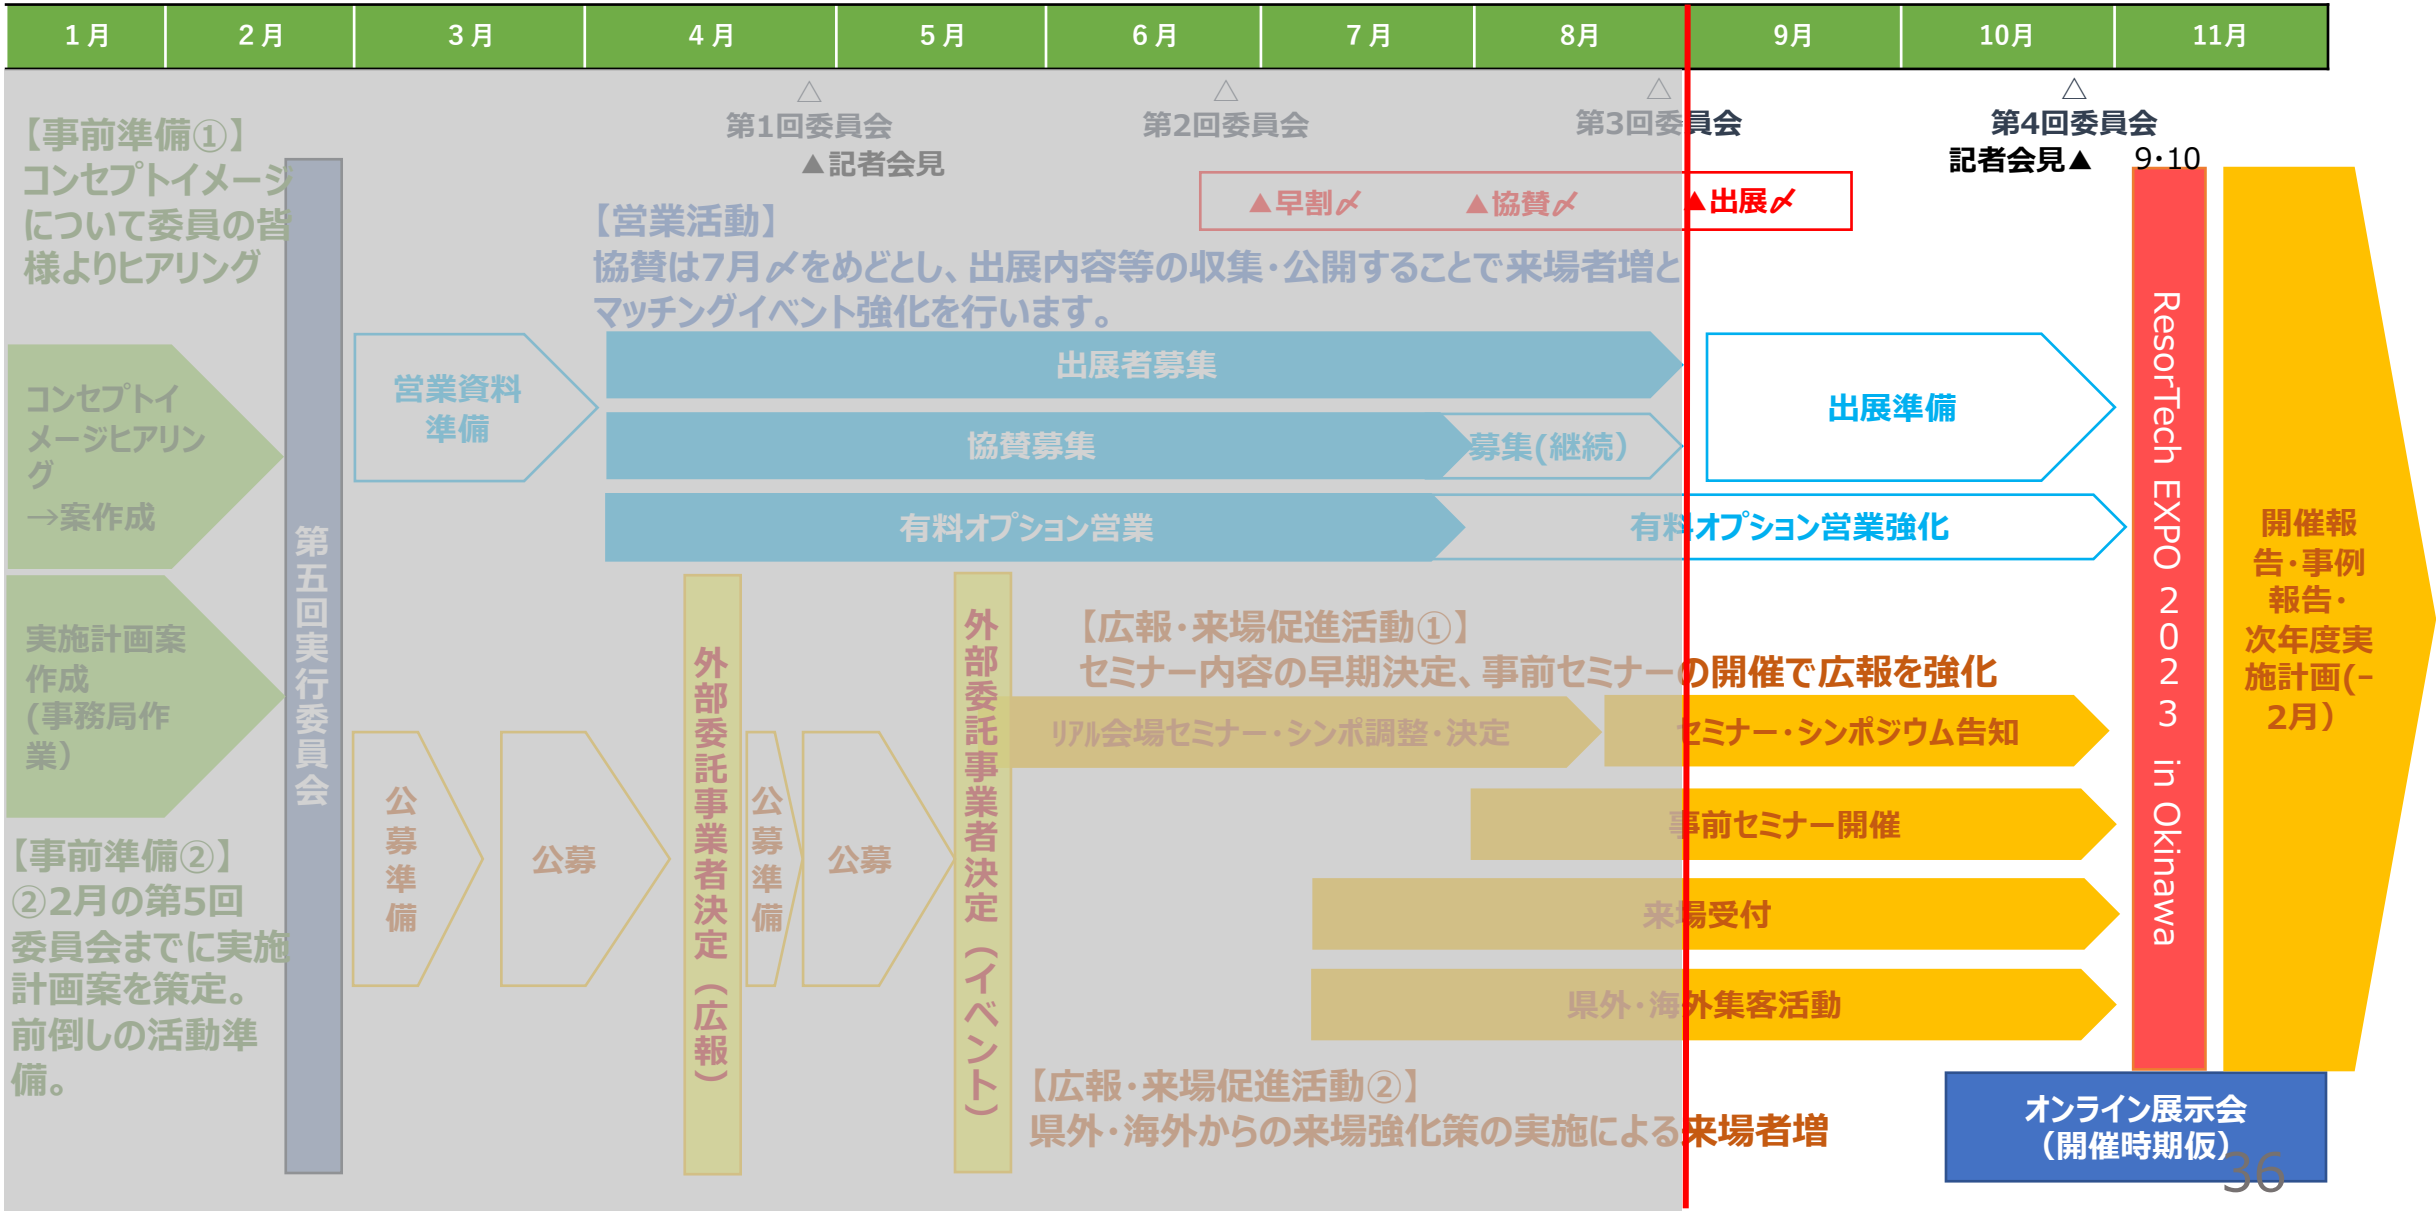 1月 2月 3月 4月 5月 6月 7月 8月 9月 10月 11月
△ △ △ △
第1回委員会 第2回委員会 第3回委員会 第4回委員会
▲記者会見
記者会見▲ 9・10
【事前準備①】
コンセプトイメージ
について委員の皆
様よりヒアリング
▲早割〆 ▲協賛〆 ▲出展〆
【営業活動】
協賛は7月〆をめどとし、出展内容等の収集・公開することで来場者増と
マッチングイベント強化を行います。
コンセプトイ
メージヒアリン
グ
→案作成
実施計画案
作成
(事務局作
業）
【事前準備②】
②2月の第5回
委員会までに実施
計画案を策定。
前倒しの活動準
備。
第五回実行委員会
営業資料
準備
出展者募集
協賛募集
募集(継続）
有料オプション営業
有料オプション営業強化
出展準備
公募準備
公募
外部委託事業者決定（広報）
公募準備
公募
外部委託事業者決定（イベント）
【広報・来場促進活動①】
セミナー内容の早期決定、事前セミナーの開催で広報を強化
ﾘｱﾙ会場セミナー・シンポ調整・決定
セミナー・シンポジウム告知
事前セミナー開催
来場受付
県外・海外集客活動
【広報・来場促進活動②】
県外・海外からの来場強化策の実施による来場者増
ResorTech EXPO 2023 in Okinawa
開催報
告・事例
報告・
次年度実
施計画(-
2月）
オンライン展示会
（開催時期仮）
36